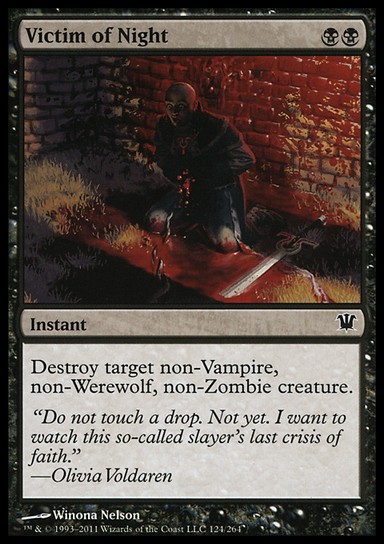 Victim of Night
Instant
Destroy target non-Vampire,
non-Werewolf, non-Zombie creature.
“Do not touch a drop. Not yet. I want to
watch this so-called slayer’s last crisis of
faith.”
—Olivia Voldaren
Winona Nelson
™ & © 1993–2011 Wizards of the Coast LLC 124/264